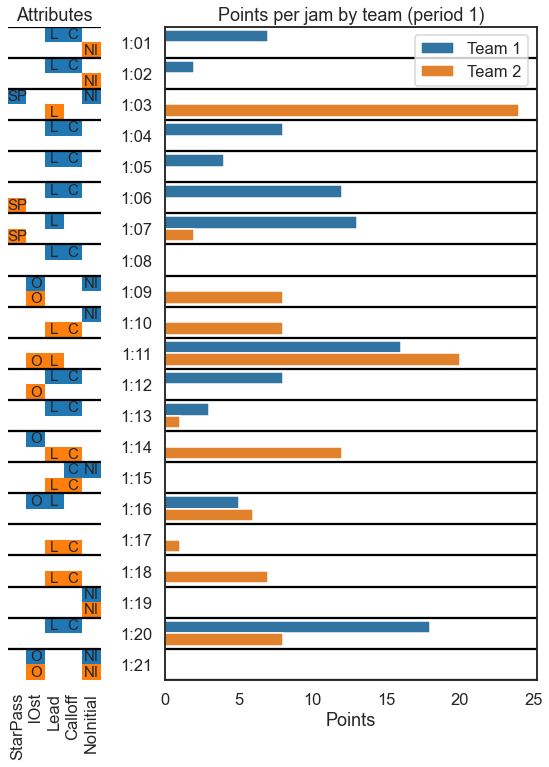 Attributes
Points per jam by team (period 1)
Team 1
Team 2
L C 1:01
NI
L C 1:02
NI
SP NI 1:03
L
L C 1:04
L C 1:05
L C 1:06
SP
L 1:07
SP
L C 1:08
O NI 1:09
O
NI 1:10
L C
1:11
O L
L C 1:12
O
L C 1:13
O 1:14
L C
C NI 1:15
L C
O L 1:16
1:17
L C
1:18
L C
NI 1:19
NI
L C 1:20
O NI 1:21
O NI
0 5 10 15 20 25
Points
StarPass
lOst
Lead
Calloff
NoInitial